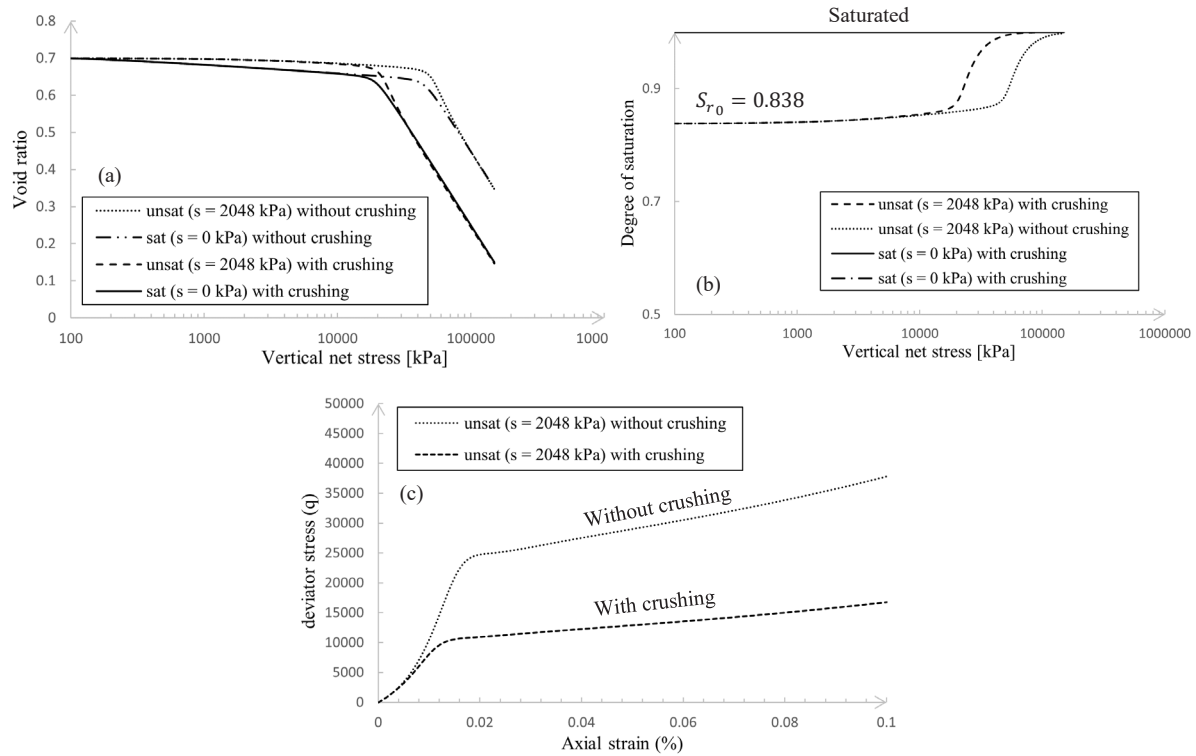 0.8
0.7
0.6
0.5
0.4
0.3
0.2
0.1
0
Void ratio
(a)
unsat (s = 2048 kPa) without crushing
sat (s = 0 kPa) without crushing
unsat (s = 2048 kPa) with crushing
sat (s = 0 kPa) with crushing
100 1000 10000 100000 1000
Vertical net stress [kPa]
Saturated
0.9
0.7
0.5
Degree of saturation
S_{r_0} = 0.838
(b)
unsat (s = 2048 kPa) with crushing
unsat (s = 2048 kPa) without crushing
sat (s = 0 kPa) with crushing
sat (s = 0 kPa) without crushing
100 1000 10000 100000 1000000
Vertical net stress [kPa]
50000
45000
40000
35000
30000
25000
20000
15000
10000
5000
0
deviator stress (q)
unsat (s = 2048 kPa) without crushing
unsat (s = 2048 kPa) with crushing
(c)
Without crushing
With crushing
0 0.02 0.04 0.06 0.08 0.1
Axial strain (%)